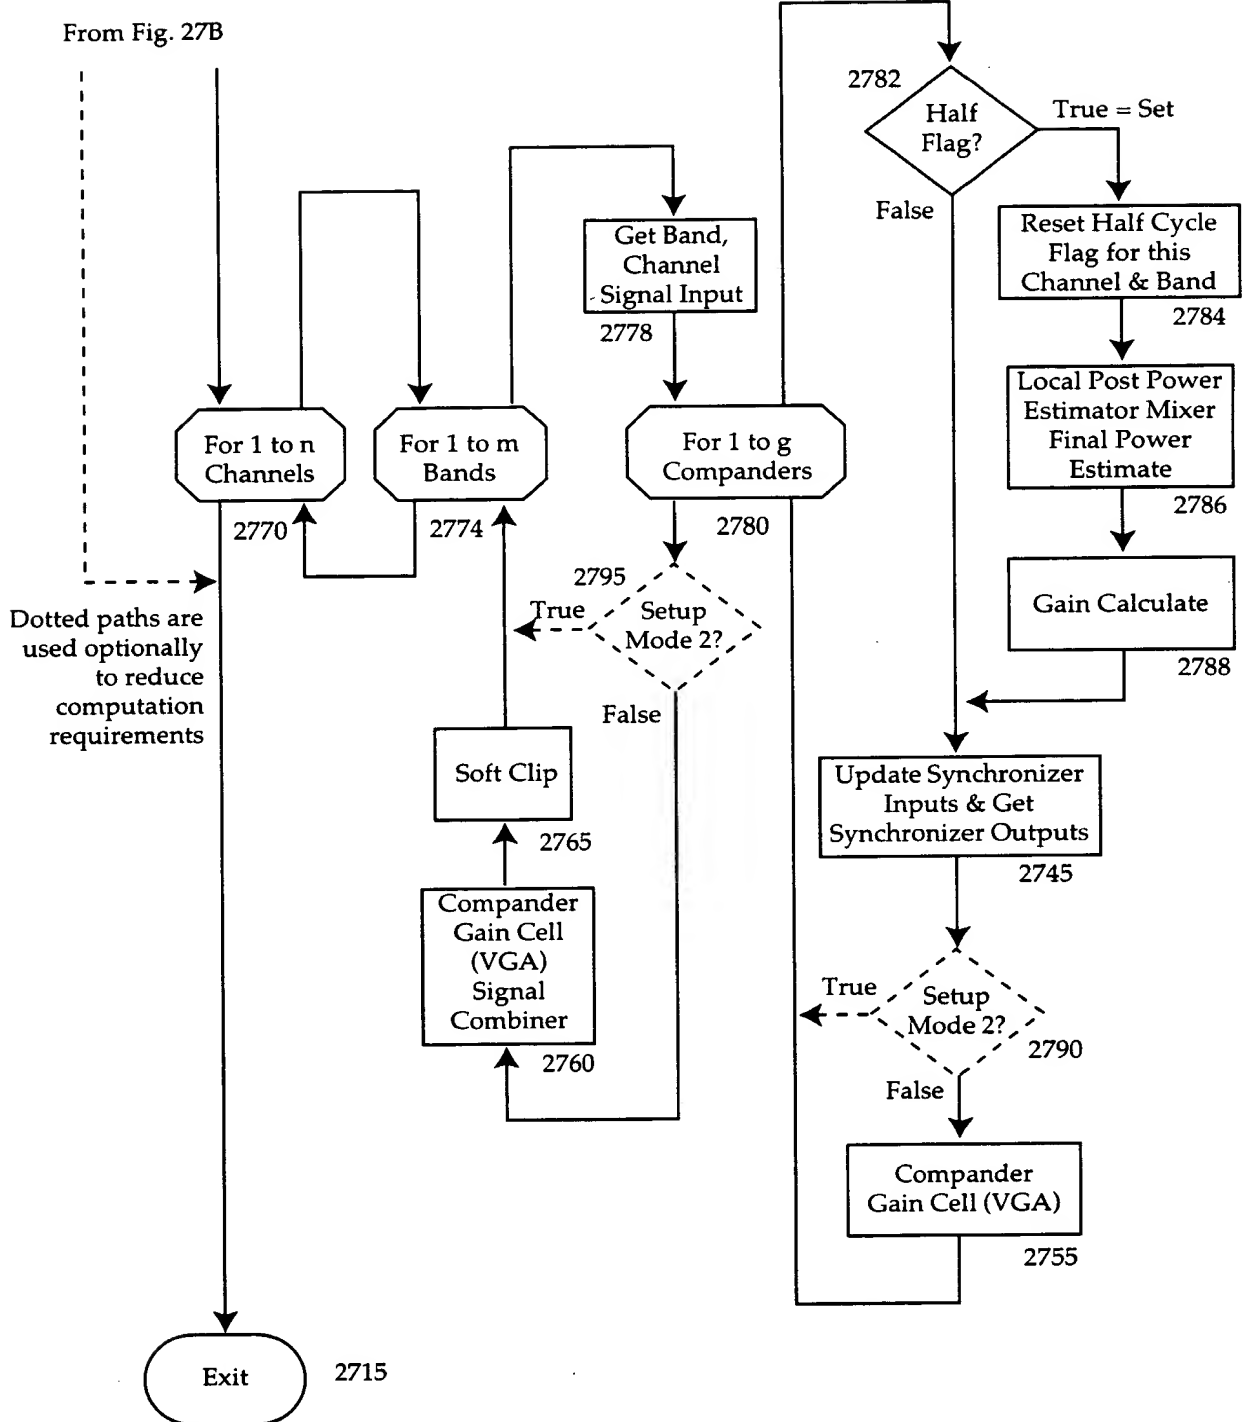 From Fig. 27B
2782
Half
Flag?
True = Set
False
Reset Half Cycle
Flag for this
Channel & Band
2784
Get Band,
Channel
Signal Input
2778
Local Post Power
Estimator Mixer
Final Power
Estimate
2786
For 1 to n
Channels
2770
For 1 to m
Bands
2774
For 1 to g
Companders
2780
2795
True
Setup
Mode 2?
False
Gain Calculate
2788
Dotted paths are
used optionally
to reduce
computation
requirements
Soft Clip
2765
Update Synchronizer
Inputs & Get
Synchronizer Outputs
2745
Compander
Gain Cell
(VGA)
Signal
Combiner
2760
True
Setup
Mode 2?
2790
False
Compander
Gain Cell (VGA)
2755
Exit
2715